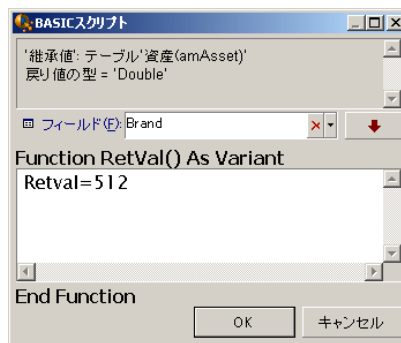 BASICスクリプト
'継承値': テーブル'資産(amAsset)'
戻り値の型 = 'Double'
フィールド(F): Brand
Function RetVal() As Variant
Retval=512
End Function
OK キャンセル